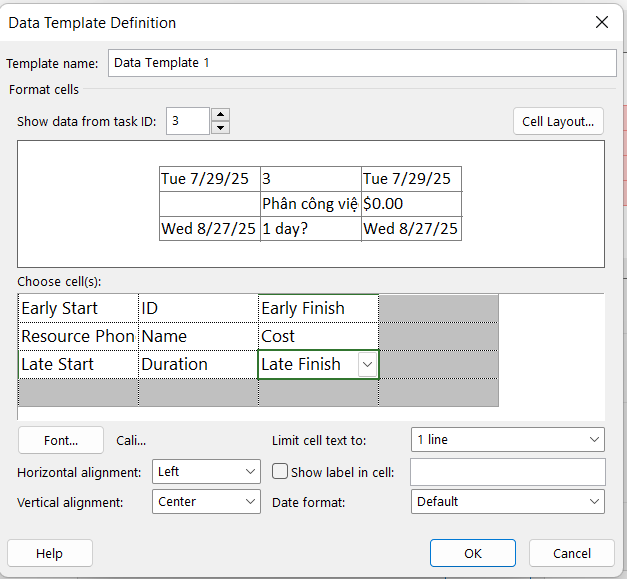 Data Template Definition
Template name: Data Template 1
Format cells
Show data from task ID: 3 Cell Layout...
Tue 7/29/25 3 Tue 7/29/25
Phân công việ $0.00
Wed 8/27/25 1 day? Wed 8/27/25
Choose cell(s):
Early Start ID Early Finish
Resource Phon Name Cost
Late Start Duration Late Finish
Font... Cali... Limit cell text to: 1 line
Horizontal alignment: Left Show label in cell:
Vertical alignment: Center Date format: Default
Help OK Cancel